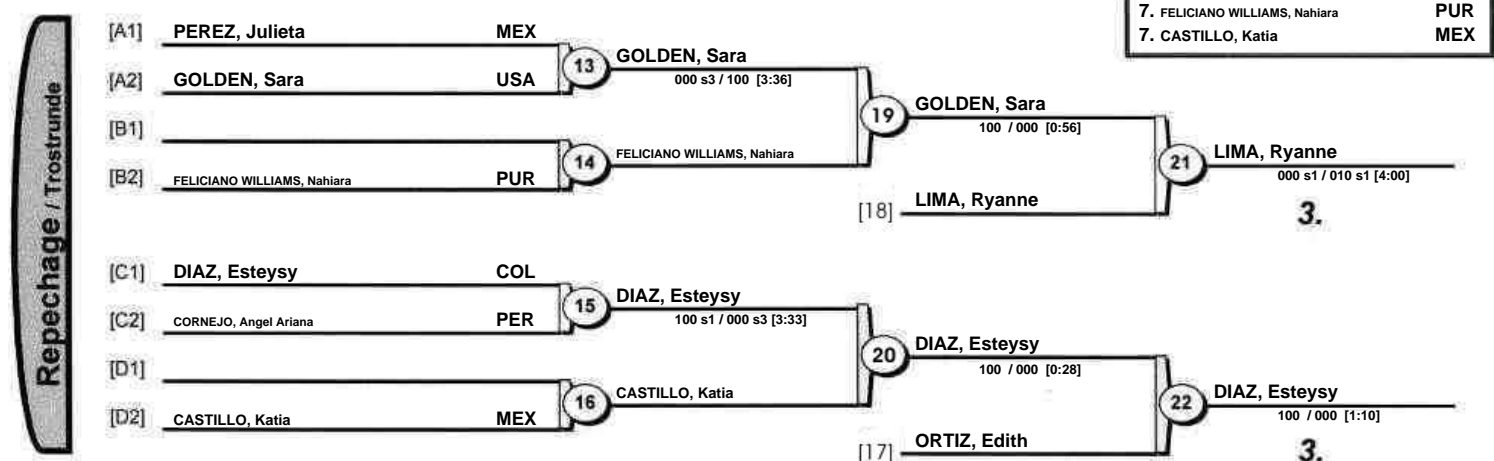 7. FELICIANO WILLIAMS, Nahiara PUR
7. CASTILLO, Katia MEX
Repechage / Trostrunde
[A1] PEREZ, Julieta MEX
[A2] GOLDEN, Sara USA
13 GOLDEN, Sara
000 s3 / 100 [3:36]
[B1]
[B2] FELICIANO WILLIAMS, Nahiara PUR
14 FELICIANO WILLIAMS, Nahiara
19 GOLDEN, Sara
100 / 000 [0:56]
[18] LIMA, Ryanne
21 LIMA, Ryanne
000 s1 / 010 s1 [4:00]
3.
[C1] DIAZ, Esteysy COL
[C2] CORNEJO, Angel Ariana PER
15 DIAZ, Esteysy
100 s1 / 000 s3 [3:33]
[D1]
[D2] CASTILLO, Katia MEX
16 CASTILLO, Katia
20 DIAZ, Esteysy
100 / 000 [0:28]
[17] ORTIZ, Edith
22 DIAZ, Esteysy
100 / 000 [1:10]
3.